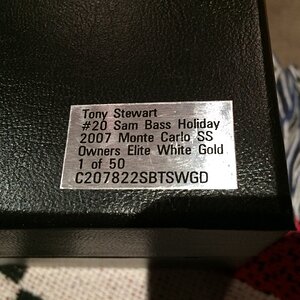 Tony Stewart
#20 Sam Bass Holiday
2007 Monte Carlo SS
Owners Elite White Gold
1 of 50
C207822SBTSWGD